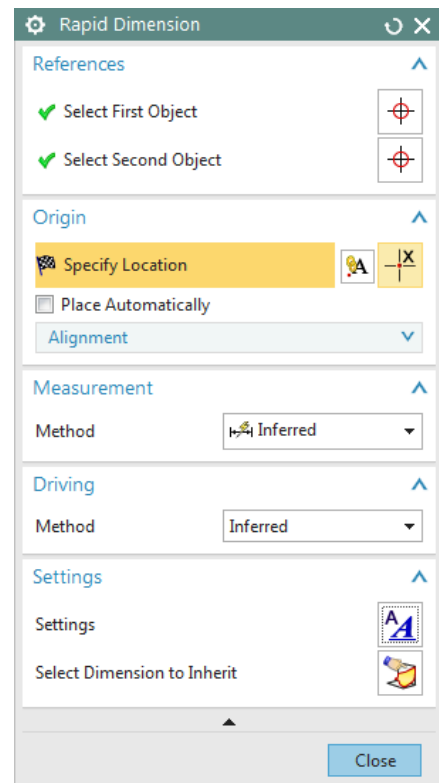 Rapid Dimension
References
Select First Object
Select Second Object
Origin
Specify Location
A
X
Place Automatically
Alignment
Measurement
Method Inferred
Driving
Method Inferred
Settings
Settings
A A
Select Dimension to Inherit
Close